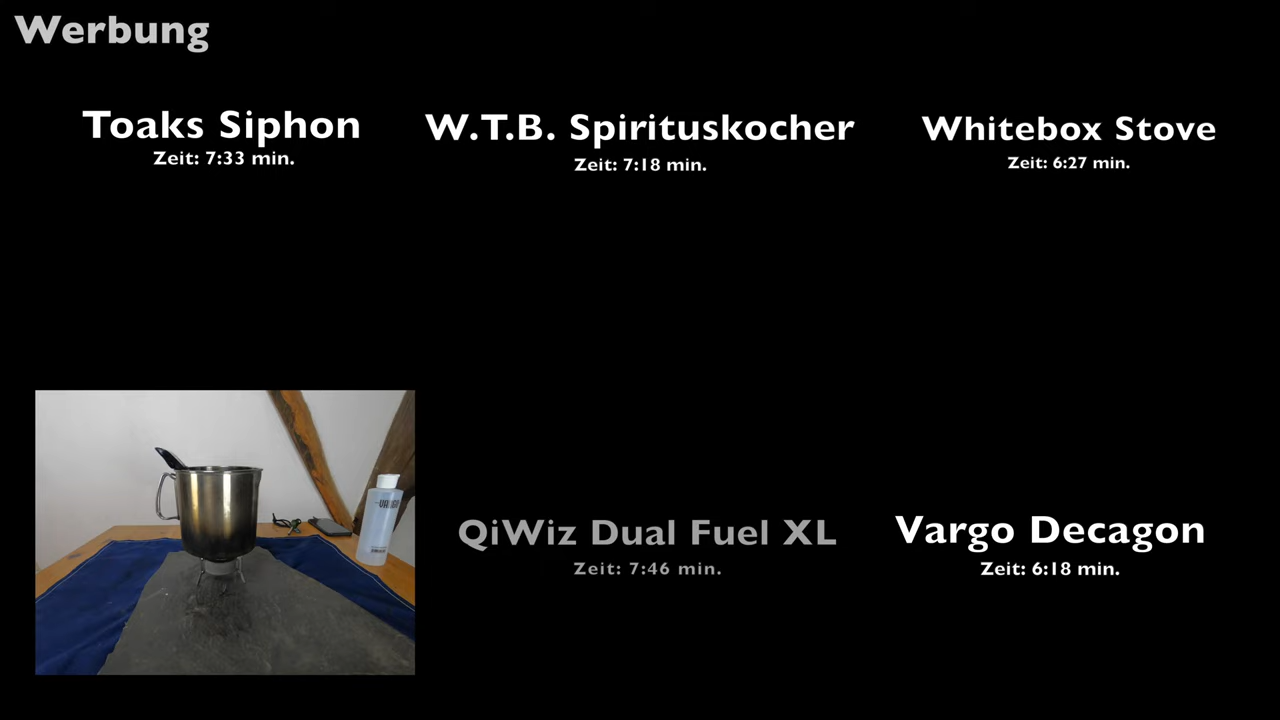 Werbung
Toaks Siphon
Zeit: 7:33 min.
W.T.B. Spirituskocher
Zeit: 7:18 min.
Whitebox Stove
Zeit: 6:27 min.
QiWiz Dual Fuel XL
Zeit: 7:46 min.
Vargo Decagon
Zeit: 6:18 min.